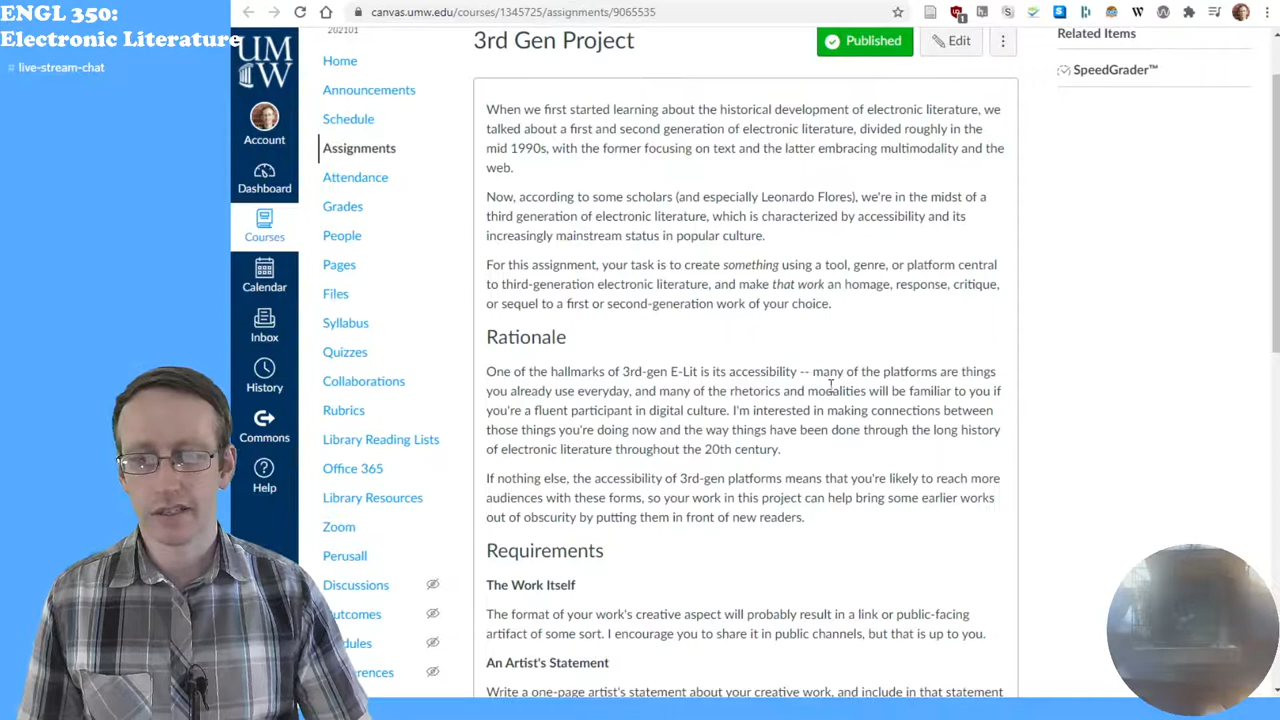 ENGL 350:
Electronic Literature
# live-stream-chat
canvas.umw.edu/courses/1345725/assignments/9065535
UMW
Account
Dashboard
Courses
Calendar
Inbox
History
Commons
Help
202101
Home
Announcements
Schedule
Assignments
Attendance
Grades
People
Pages
Files
Syllabus
Quizzes
Collaborations
Rubrics
Library Reading Lists
Office 365
Library Resources
Zoom
Perusall
Discussions
3rd Gen Project
Published
Edit
When we first started learning about the historical development of electronic literature, we
talked about a first and second generation of electronic literature, divided roughly in the
mid 1990s, with the former focusing on text and the latter embracing multimodality and the
web.
Now, according to some scholars (and especially Leonardo Flores), we're in the midst of a
third generation of electronic literature, which is characterized by accessibility and its
increasingly mainstream status in popular culture.
For this assignment, your task is to create something using a tool, genre, or platform central
to third-generation electronic literature, and make that work an homage, response, critique,
or sequel to a first or second-generation work of your choice.
Rationale
One of the hallmarks of 3rd-gen E-Lit is its accessibility -- many of the platforms are things
you already use everyday, and many of the rhetorics and modalities will be familiar to you if
you're a fluent participant in digital culture. I'm interested in making connections between
those things you're doing now and the way things have been done through the long history
of electronic literature throughout the 20th century.
If nothing else, the accessibility of 3rd-gen platforms means that you're likely to reach more
audiences with these forms, so your work in this project can help bring some earlier works
out of obscurity by putting them in front of new readers.
Requirements
The Work Itself
The format of your work's creative aspect will probably result in a link or public-facing
artifact of some sort. I encourage you to share it in public channels, but that is up to you.
An Artist's Statement
Write a one-page artist's statement about your creative work, and include in that statement
Related Items
SpeedGrader™